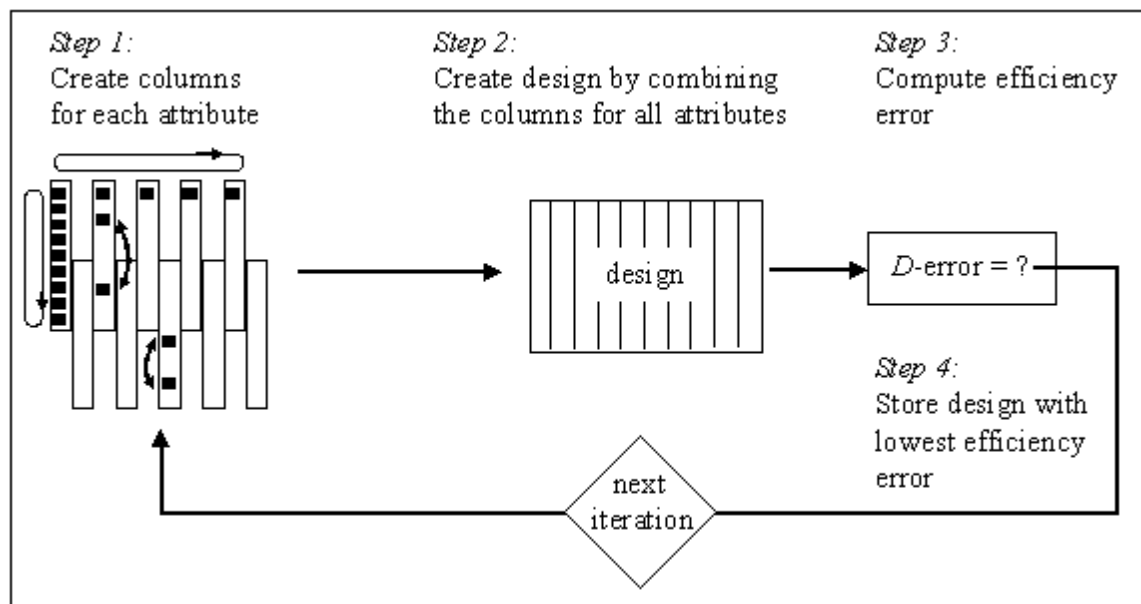 Step 1:
Create columns
for each attribute
Step 2:
Create design by combining
the columns for all attributes
Step 3:
Compute efficiency
error
design
D-error = ?
Step 4:
Store design with
lowest efficiency
error
next
iteration